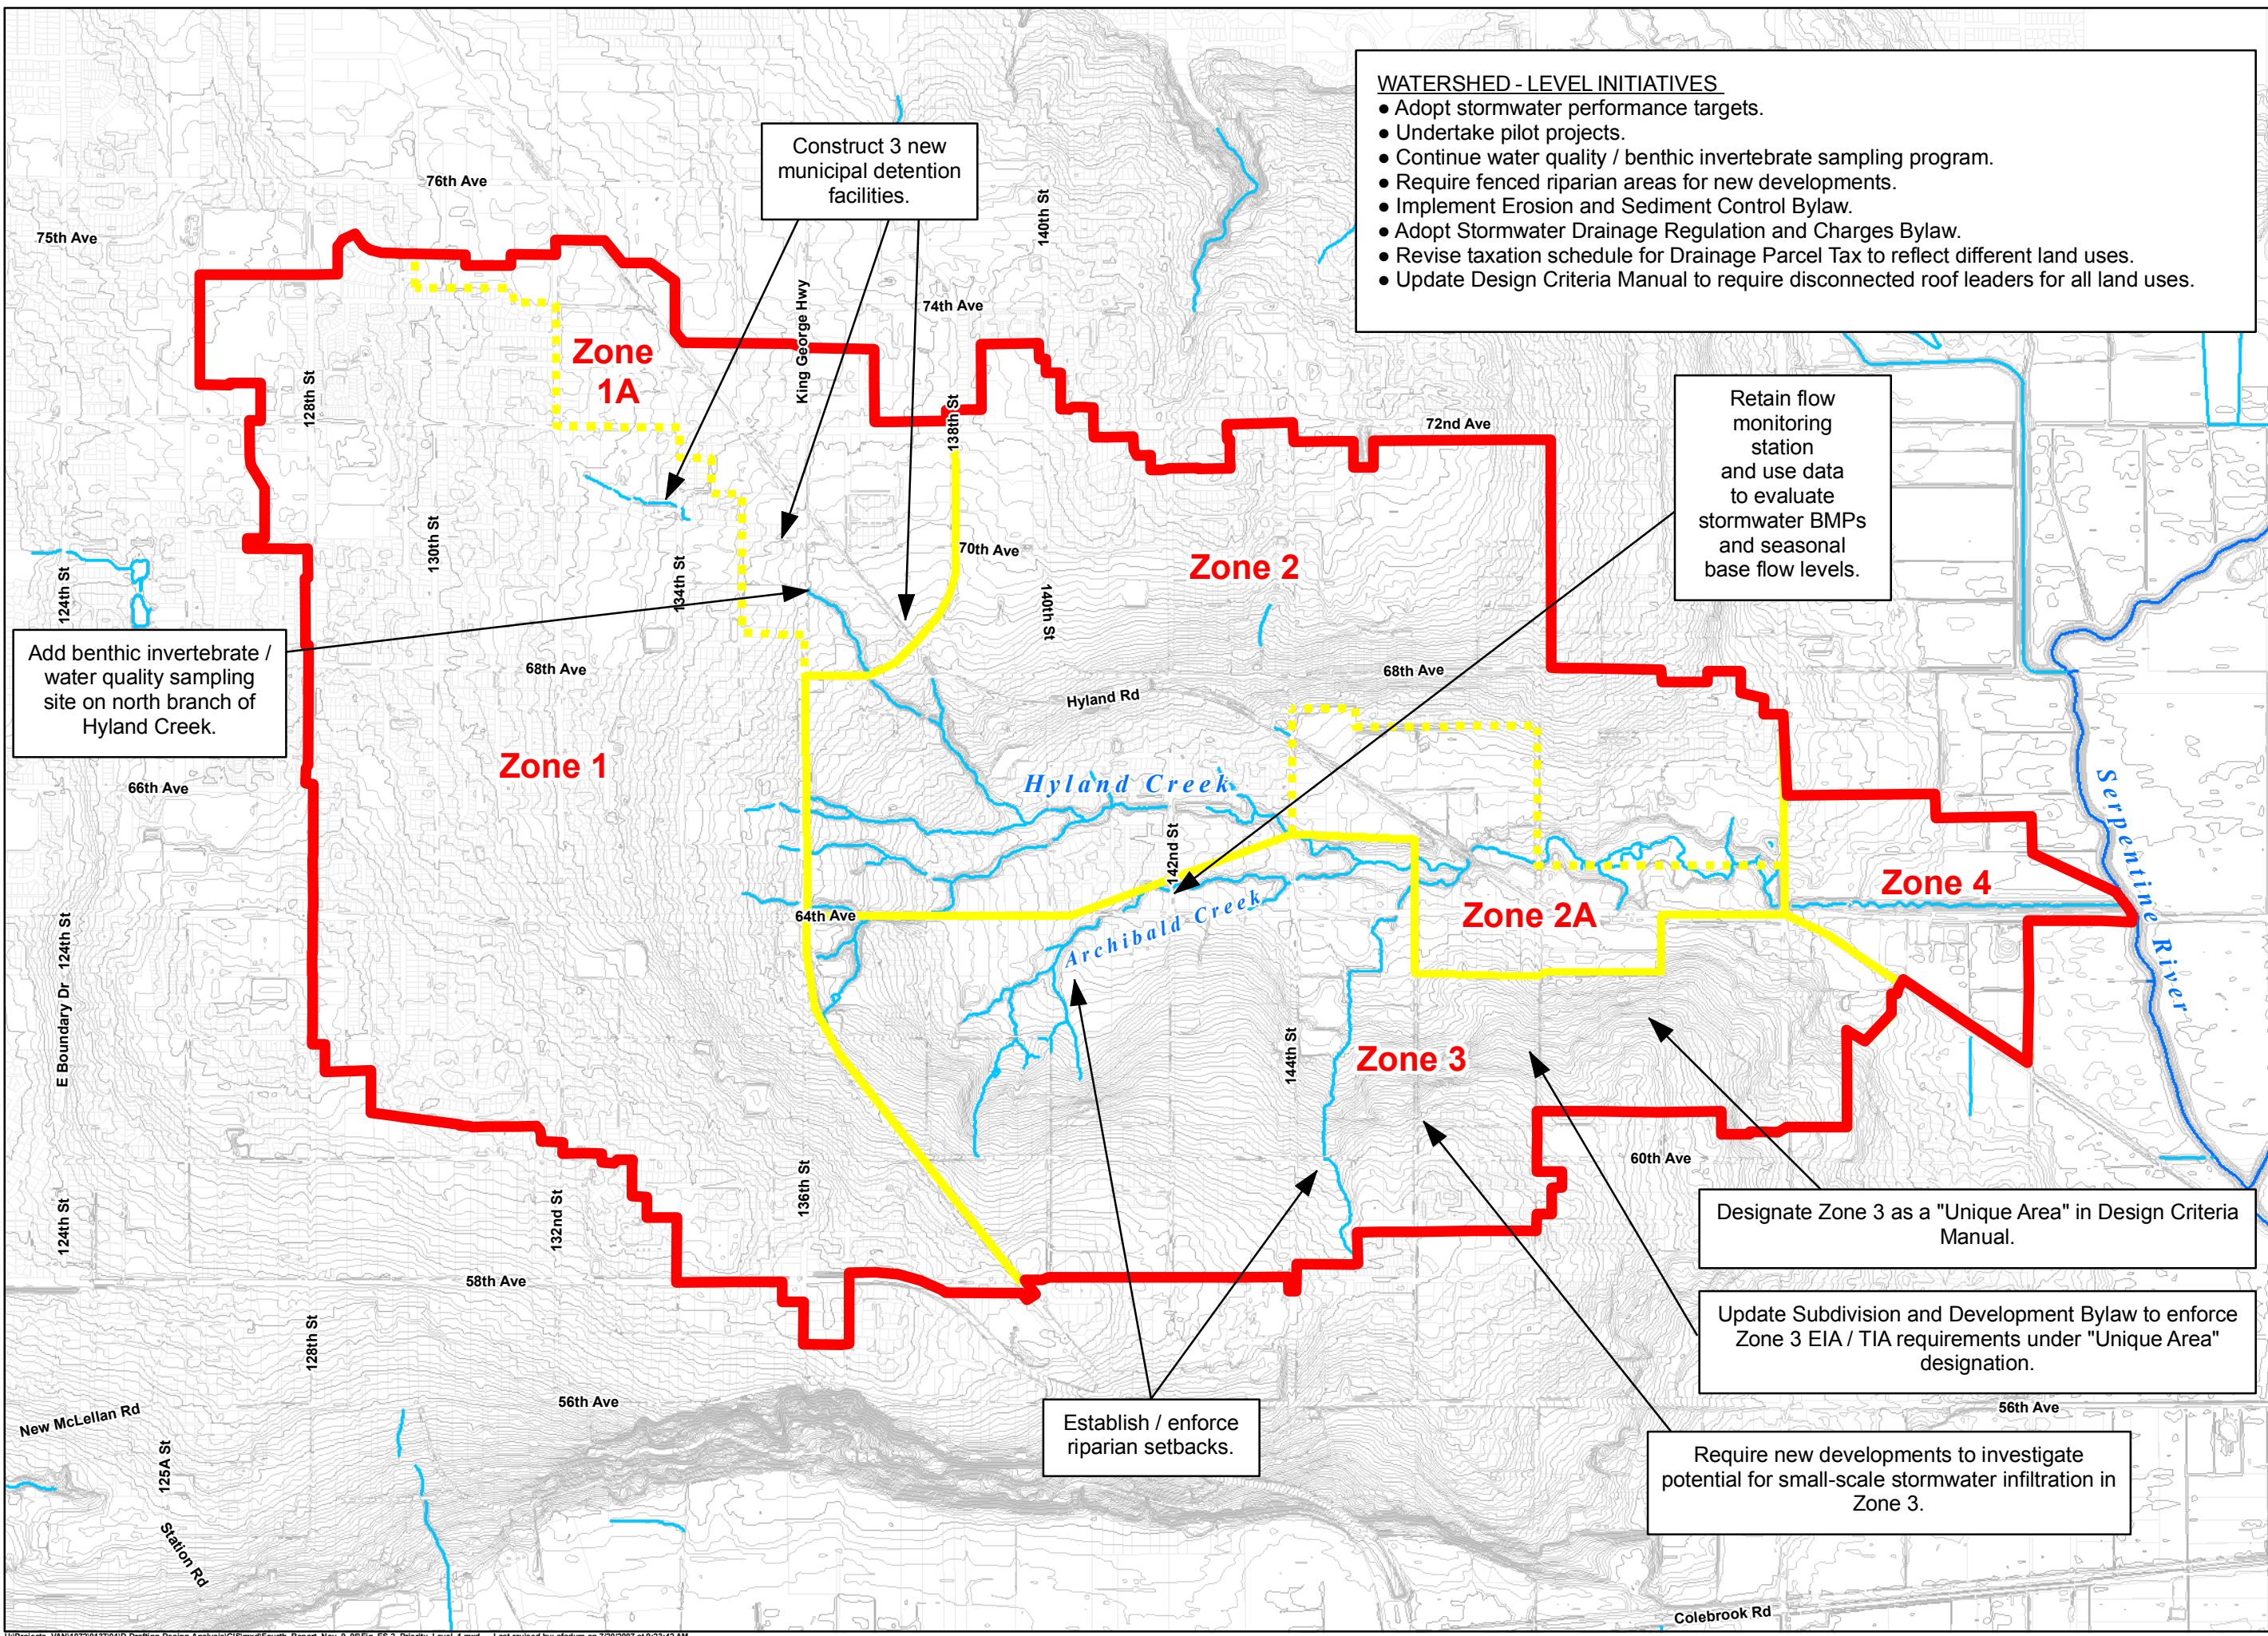 WATERSHED - LEVEL INITIATIVES
● Adopt stormwater performance targets.
● Undertake pilot projects.
● Continue water quality / benthic invertebrate sampling program.
● Require fenced riparian areas for new developments.
● Implement Erosion and Sediment Control Bylaw.
● Adopt Stormwater Drainage Regulation and Charges Bylaw.
● Revise taxation schedule for Drainage Parcel Tax to reflect different land uses.
● Update Design Criteria Manual to require disconnected roof leaders for all land uses.
Construct 3 new
municipal detention
facilities.
76th Ave
75th Ave
140th St
King George Hwy
74th Ave
Zone
1A
128th St
138th St
72nd Ave
Retain flow
monitoring
station
and use data
to evaluate
stormwater BMPs
and seasonal
base flow levels.
130th St
70th Ave
Zone 2
124th St
134th St
140th St
Add benthic invertebrate /
water quality sampling
site on north branch of
Hyland Creek.
68th Ave
68th Ave
Hyland Rd
Zone 1
66th Ave
Hyland Creek
Serpentine River
142nd St
Zone 4
64th Ave
Archibald Creek
Zone 2A
124th St
E Boundary Dr
144th St
Zone 3
60th Ave
136th St
132nd St
124th St
Designate Zone 3 as a "Unique Area" in Design Criteria
Manual.
58th Ave
Update Subdivision and Development Bylaw to enforce
Zone 3 EIA / TIA requirements under "Unique Area"
designation.
128th St
56th Ave
56th Ave
New McLellan Rd
Establish / enforce
riparian setbacks.
125A St
Require new developments to investigate
potential for small-scale stormwater infiltration in
Zone 3.
Station Rd
Colebrook Rd